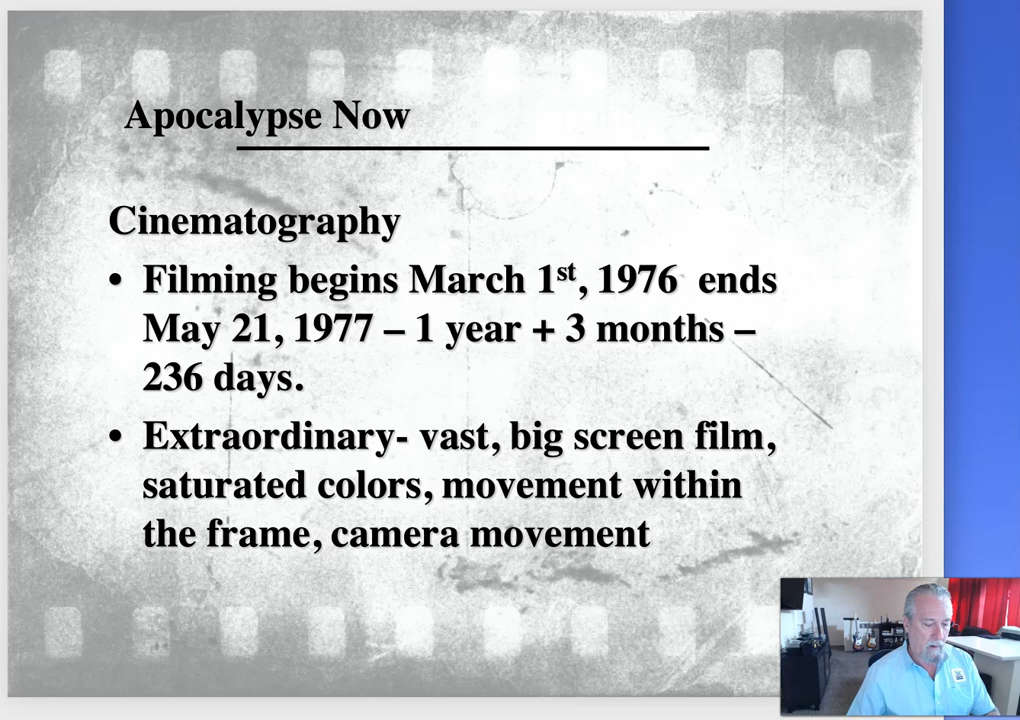 Apocalypse Now
Cinematography
• Filming begins March 1st, 1976 ends
May 21, 1977 – 1 year + 3 months –
236 days.
• Extraordinary- vast, big screen film,
saturated colors, movement within
the frame, camera movement